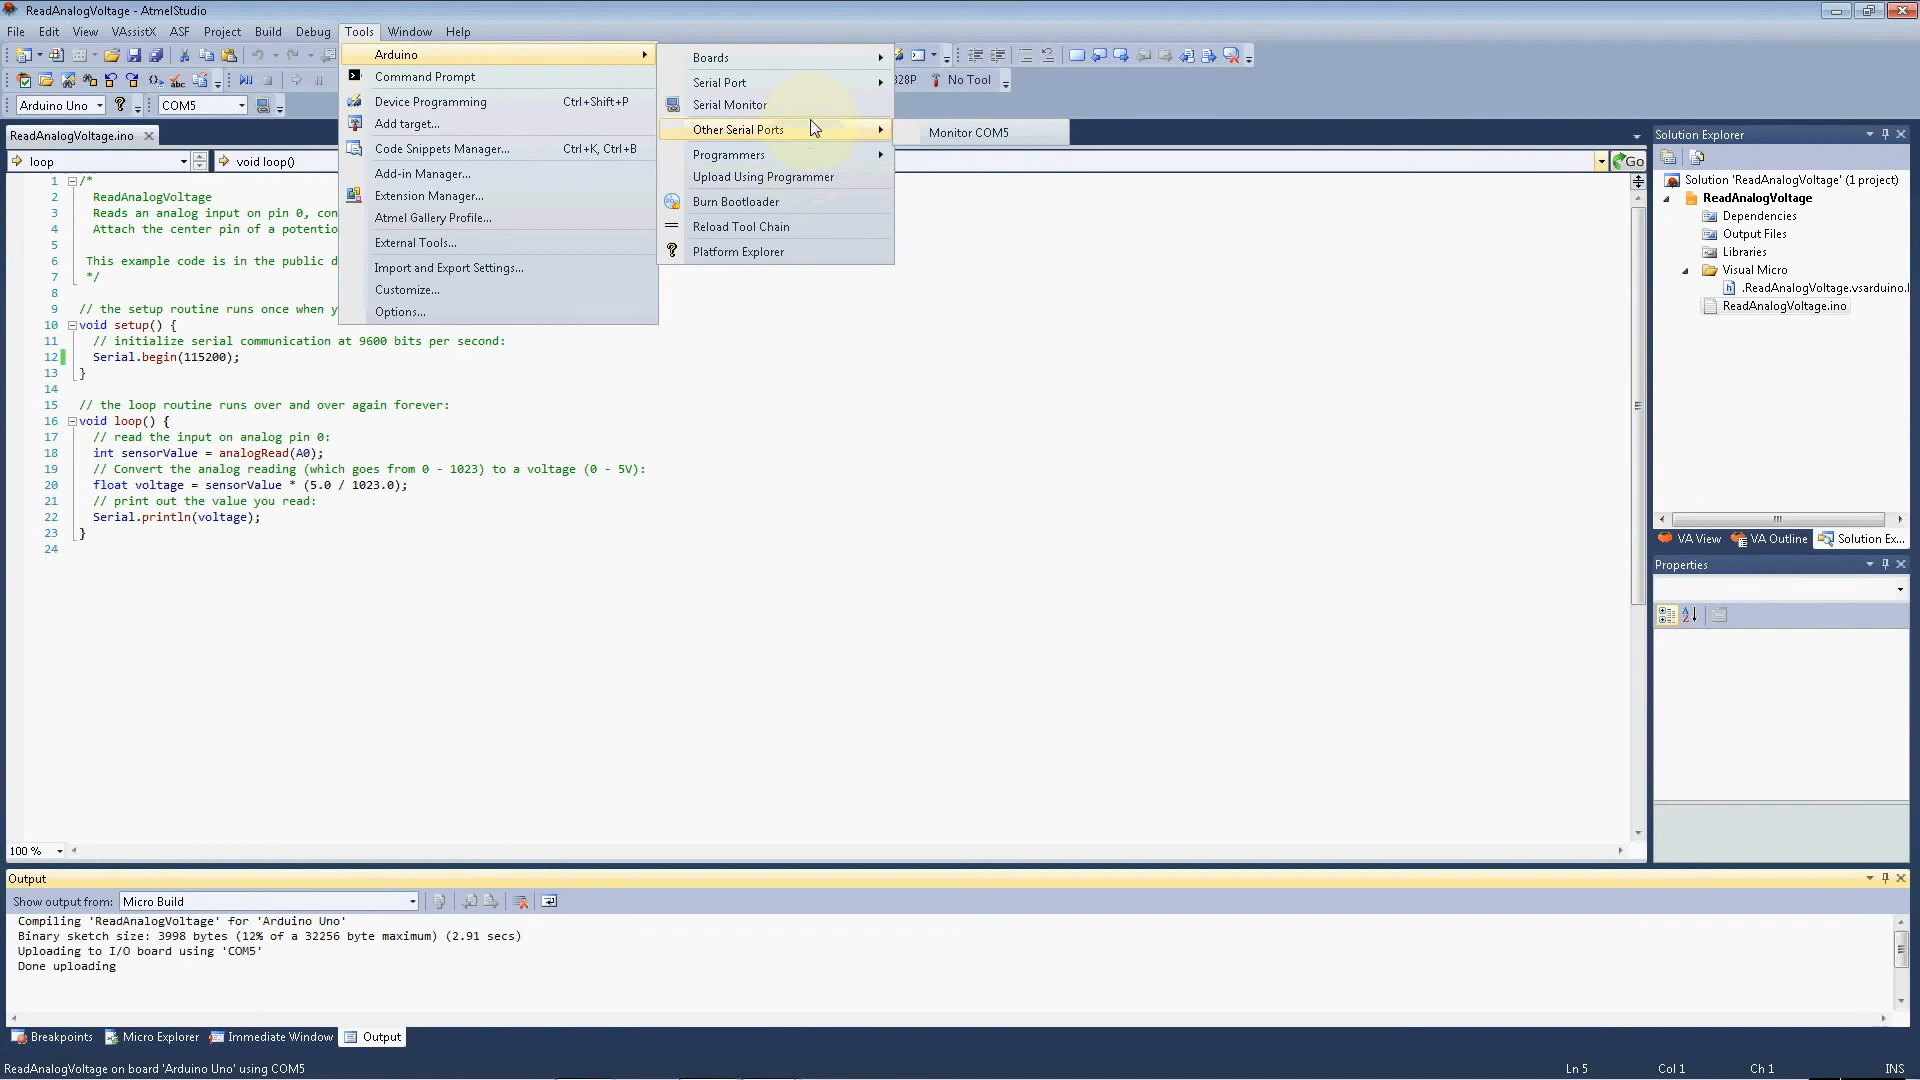 ReadAnalogVoltage - AtmelStudio
File Edit View VAssistX ASF Project Build Debug Tools Window Help
Arduino
Command Prompt
Device Programming Ctrl+Shift+P
Add target...
Code Snippets Manager... Ctrl+K, Ctrl+B
Add-in Manager...
Extension Manager...
Atmel Gallery Profile...
External Tools...
Import and Export Settings...
Customize...
Options...
Boards
Serial Port
Serial Monitor
Other Serial Ports
Programmers
Upload Using Programmer
Burn Bootloader
Reload Tool Chain
Platform Explorer
Monitor COM5
328P No Tool
Arduino Uno COM5
ReadAnalogVoltage.ino
loop void loop() Go
1 /*
2 ReadAnalogVoltage
3 Reads an analog input on pin 0, con
4 Attach the center pin of a potentio
5
6 This example code is in the public d
7 */
8
9 // the setup routine runs once when y
10 void setup() {
11 // initialize serial communication at 9600 bits per second:
12 Serial.begin(115200);
13 }
14
15 // the loop routine runs over and over again forever:
16 void loop() {
17 // read the input on analog pin 0:
18 int sensorValue = analogRead(A0);
19 // Convert the analog reading (which goes from 0 - 1023) to a voltage (0 - 5V):
20 float voltage = sensorValue * (5.0 / 1023.0);
21 // print out the value you read:
22 Serial.println(voltage);
23 }
24
100 %
Solution Explorer
Solution 'ReadAnalogVoltage' (1 project)
ReadAnalogVoltage
Dependencies
Output Files
Libraries
Visual Micro
.ReadAnalogVoltage.vsarduino.l
ReadAnalogVoltage.ino
VA View VA Outline Solution Ex...
Properties
Output
Show output from: Micro Build
Compiling 'ReadAnalogVoltage' for 'Arduino Uno'
Binary sketch size: 3998 bytes (12% of a 32256 byte maximum) (2.91 secs)
Uploading to I/O board using 'COM5'
Done uploading
Breakpoints Micro Explorer Immediate Window Output
ReadAnalogVoltage on board 'Arduino Uno' using COM5 Ln 5 Col 1 Ch 1 INS